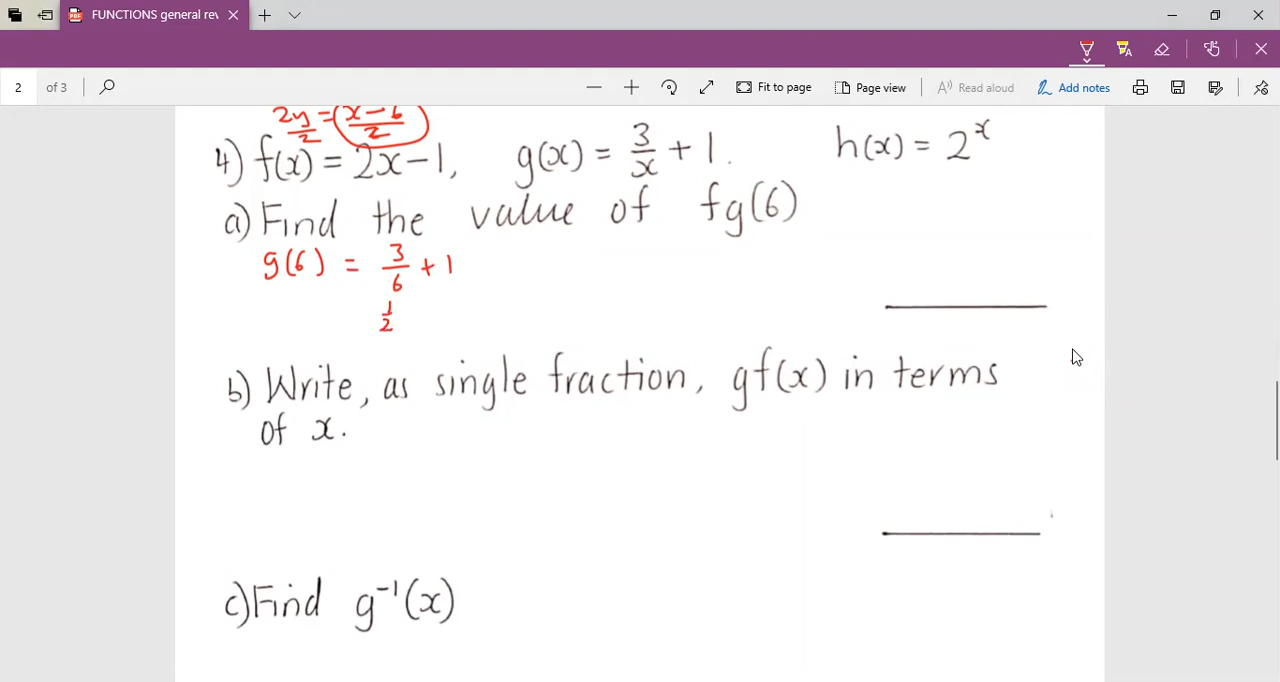 FUNCTIONS general rev
2 of 3
Fit to page
Page view
Read aloud
Add notes
2y/2 = (x-6)/2
4) f(x) = 2x-1, g(x) = 3/x + 1. h(x) = 2^x
a) Find the value of fg(6)
g(6) = 3/6 + 1
1/2
b) Write, as single fraction, gf(x) in terms
of x.
c) Find g⁻¹(x)